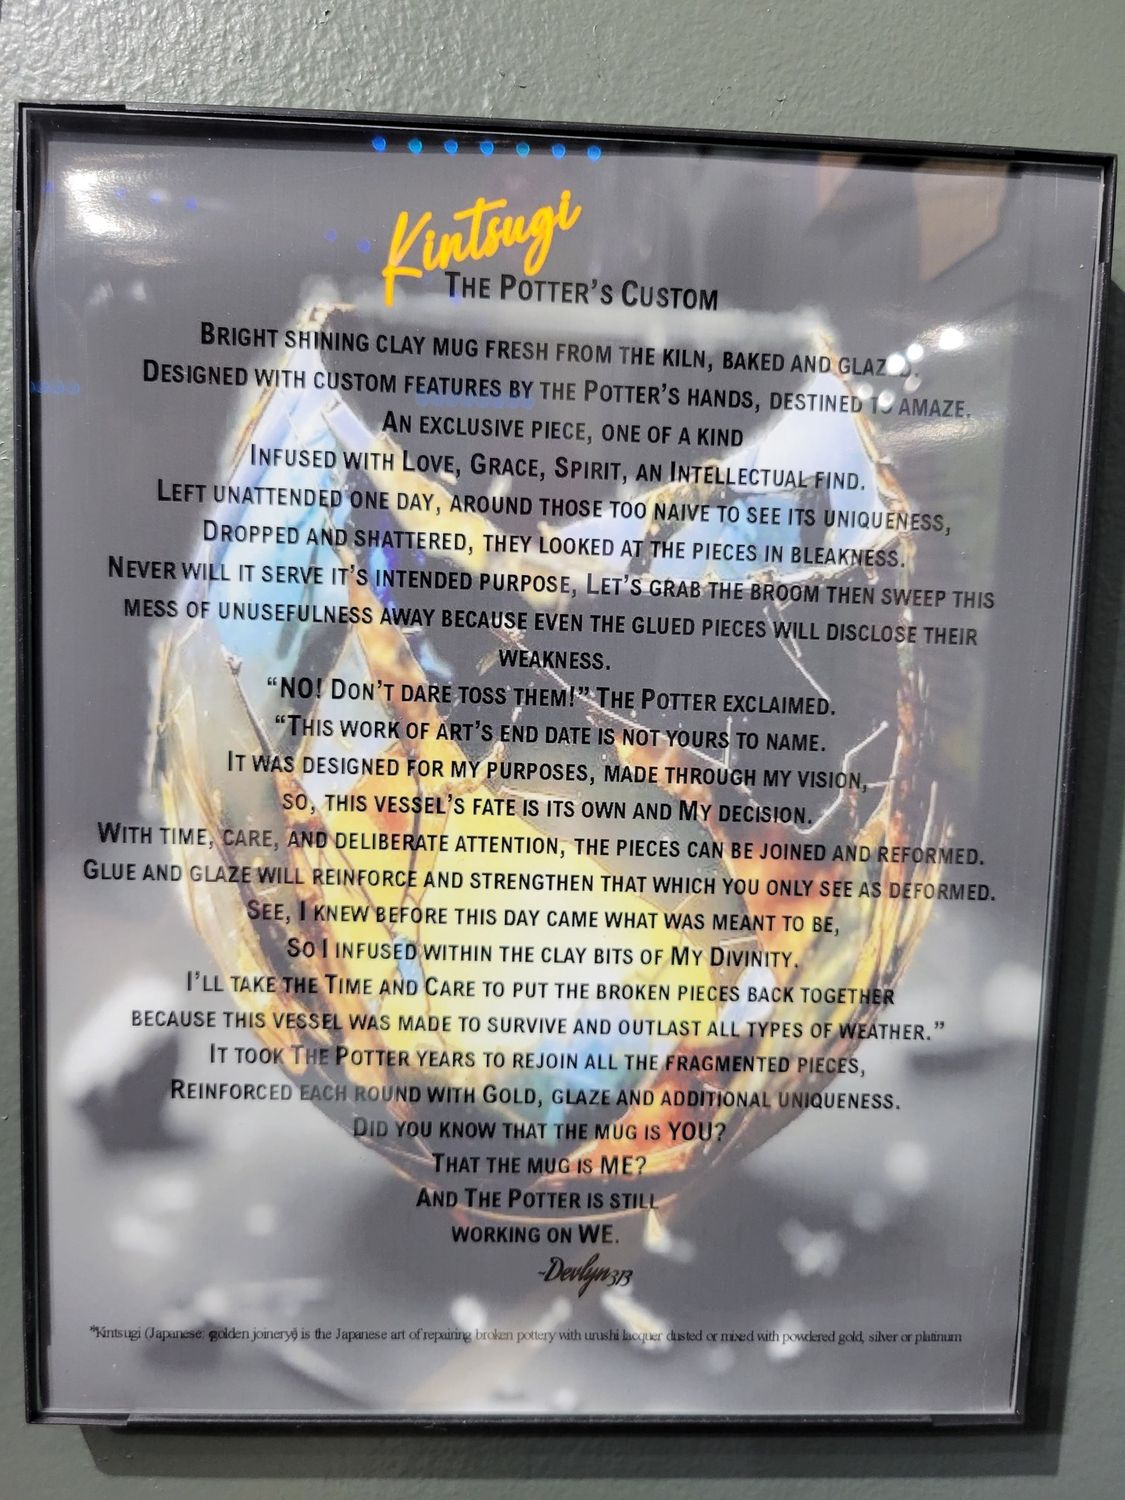 Kintsugi
THE POTTER'S CUSTOM
BRIGHT SHINING CLAY MUG FRESH FROM THE KILN, BAKED AND
DESIGNED WITH CUSTOM FEATURES BY THE POTTER'S HANDS, DESTINED TO AMAZE.
AN EXCLUSIVE PIECE, ONE OF A KIND
INFUSED WITH LOVE, GRACE, SPIRIT, AN INTELLECTUAL FIND.
LEFT UNATTENDED ONE DAY, AROUND THOSE TOO NAIVE TO SEE ITS UNIQUENESS,
DROPPED AND SHATTERED, THEY LOOKED AT THE PIECES IN BLEAKNESS.
NEVER WILL IT SERVE IT'S INTENDED PURPOSE, LET'S GRAB THE BROOM THEN SWEEP THIS
MESS OF UNUSEFULNESS AWAY BECAUSE EVEN THE GLUED PIECES WILL DISCLOSE THEIR
WEAKNESS.
"NO! DON'T DARE TOSS THEM!" THE POTTER EXCLAIMED.
"THIS WORK OF ART'S END DATE IS NOT YOURS TO NAME.
IT WAS DESIGNED FOR MY PURPOSES, MADE THROUGH MY VISION,
SO, THIS VESSEL'S FATE IS ITS OWN AND MY DECISION.
WITH TIME, CARE, AND DELIBERATE ATTENTION, THE PIECES CAN BE JOINED AND REFORMED.
GLUE AND GLAZE WILL REINFORCE AND STRENGTHEN THAT WHICH YOU ONLY SEE AS DEFORMED.
SEE, I KNEW BEFORE THIS DAY CAME WHAT WAS MEANT TO BE,
SO I INFUSED WITHIN THE CLAY BITS OF MY DIVINITY.
I'LL TAKE THE TIME AND CARE TO PUT THE BROKEN PIECES BACK TOGETHER
BECAUSE THIS VESSEL WAS MADE TO SURVIVE AND OUTLAST ALL TYPES OF WEATHER."
IT TOOK THE POTTER YEARS TO REJOIN ALL THE FRAGMENTED PIECES,
REINFORCED EACH ROUND WITH GOLD, GLAZE AND ADDITIONAL UNIQUENESS.
DID YOU KNOW THAT THE MUG IS YOU?
THAT THE MUG IS ME?
AND THE POTTER IS STILL
WORKING ON WE.
~Devlyn3B
*Kintsugi (Japanese: golden joinery) is the Japanese art of repairing broken pottery with urushi lacquer dusted or mixed with powdered gold, silver or platinum